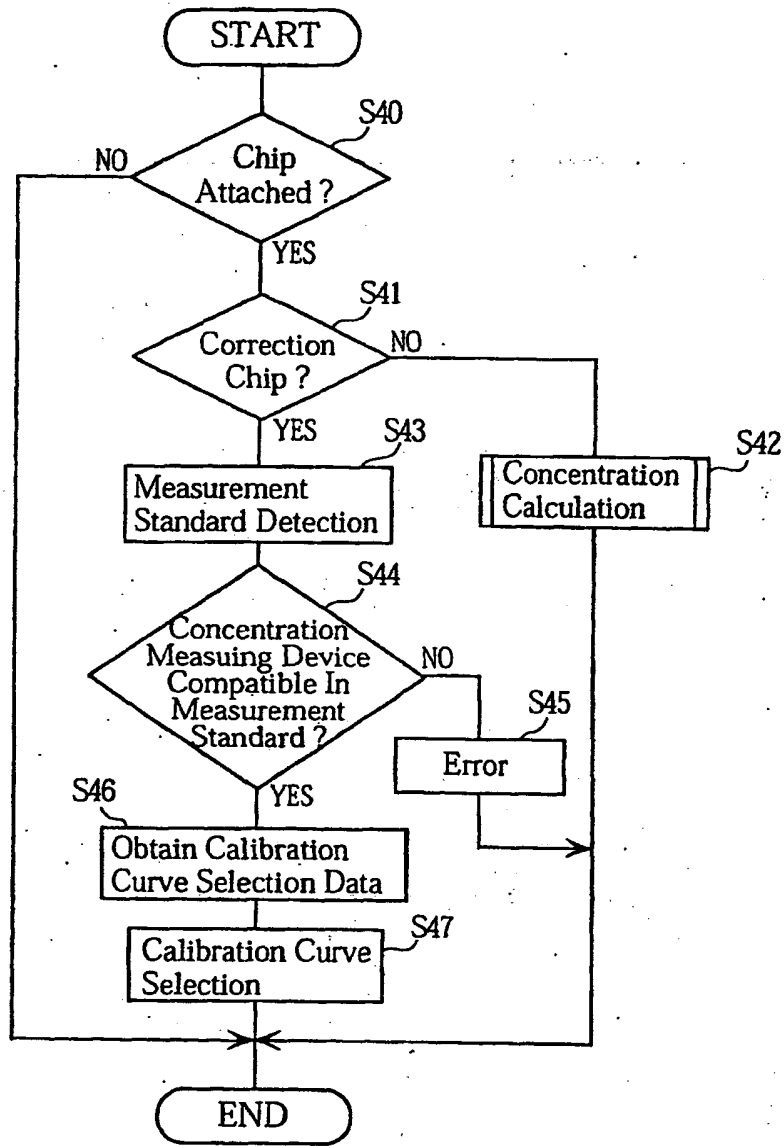 START
S40
NO
Chip
Attached ?
YES
S41
Correction
Chip ?
NO
YES
S43
S42
Measurement
Standard Detection
Concentration
Calculation
S44
Concentration
Measuing Device
Compatible In
Measurement
Standard ?
NO
S45
Error
YES
S46
Obtain Calibration
Curve Selection Data
S47
Calibration Curve
Selection
END